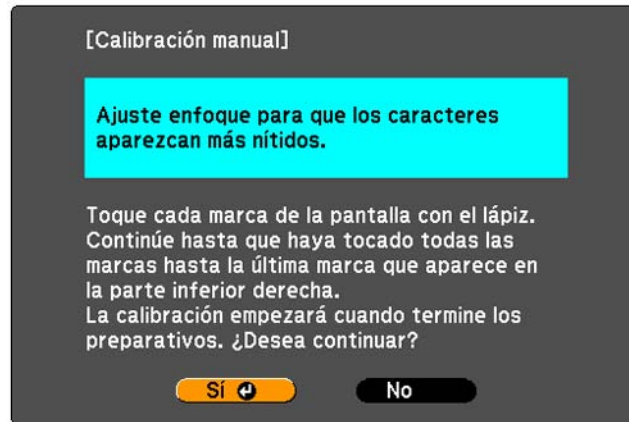 [Calibración manual]
Ajuste enfoque para que los caracteres
aparezcan más nítidos.
Toque cada marca de la pantalla con el lápiz.
Continúe hasta que haya tocado todas las
marcas hasta la última marca que aparece en
la parte inferior derecha.
La calibración empezará cuando termine los
preparativos. ¿Desea continuar?
Sí No